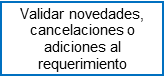 Validar novedades,
cancelaciones o
adiciones al
requerimiento